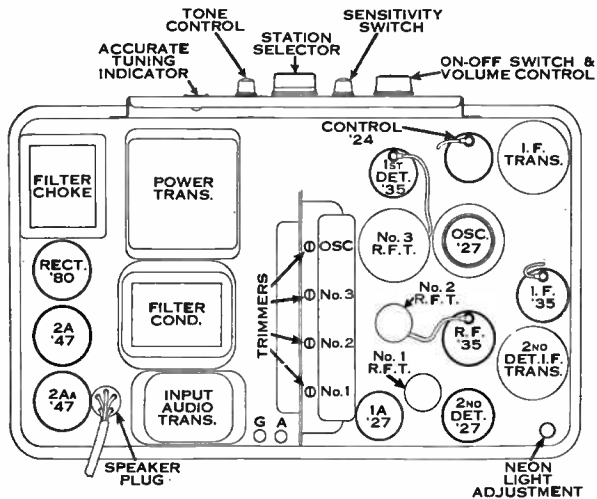 TONE
CONTROL
STATION
SELECTOR
SENSITIVITY
SWITCH
ACCURATE
TUNING
INDICATOR
ON-OFF SWITCH &
VOLUME CONTROL
CONTROL
'24
I.F.
TRANS.
FILTER
CHOKE
POWER
TRANS.
1ST
DET.
'35
No.3
R.F.T.
OSC.
'27
RECT.
'80
FILTER
COND.
TRIMMERS
OSC.
No.3
No.2
No.1
No.2
R.F.T.
I.F.
'35
R.F.
'35
2A
'47
No.1
R.F.T.
2ND
DET.I.F.
TRANS.
2AA
'47
INPUT
AUDIO
TRANS.
G A
1A
'27
2ND
DET.
'27
SPEAKER
PLUG
NEON
LIGHT
ADJUSTMENT